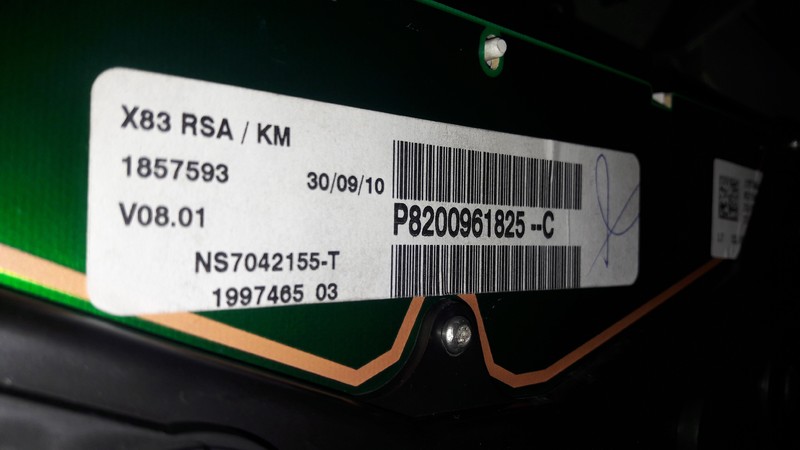 X83 RSA / KM
1857593
30/09/10
V08.01
P8200961825 --C
NS7042155-T
1997465 03